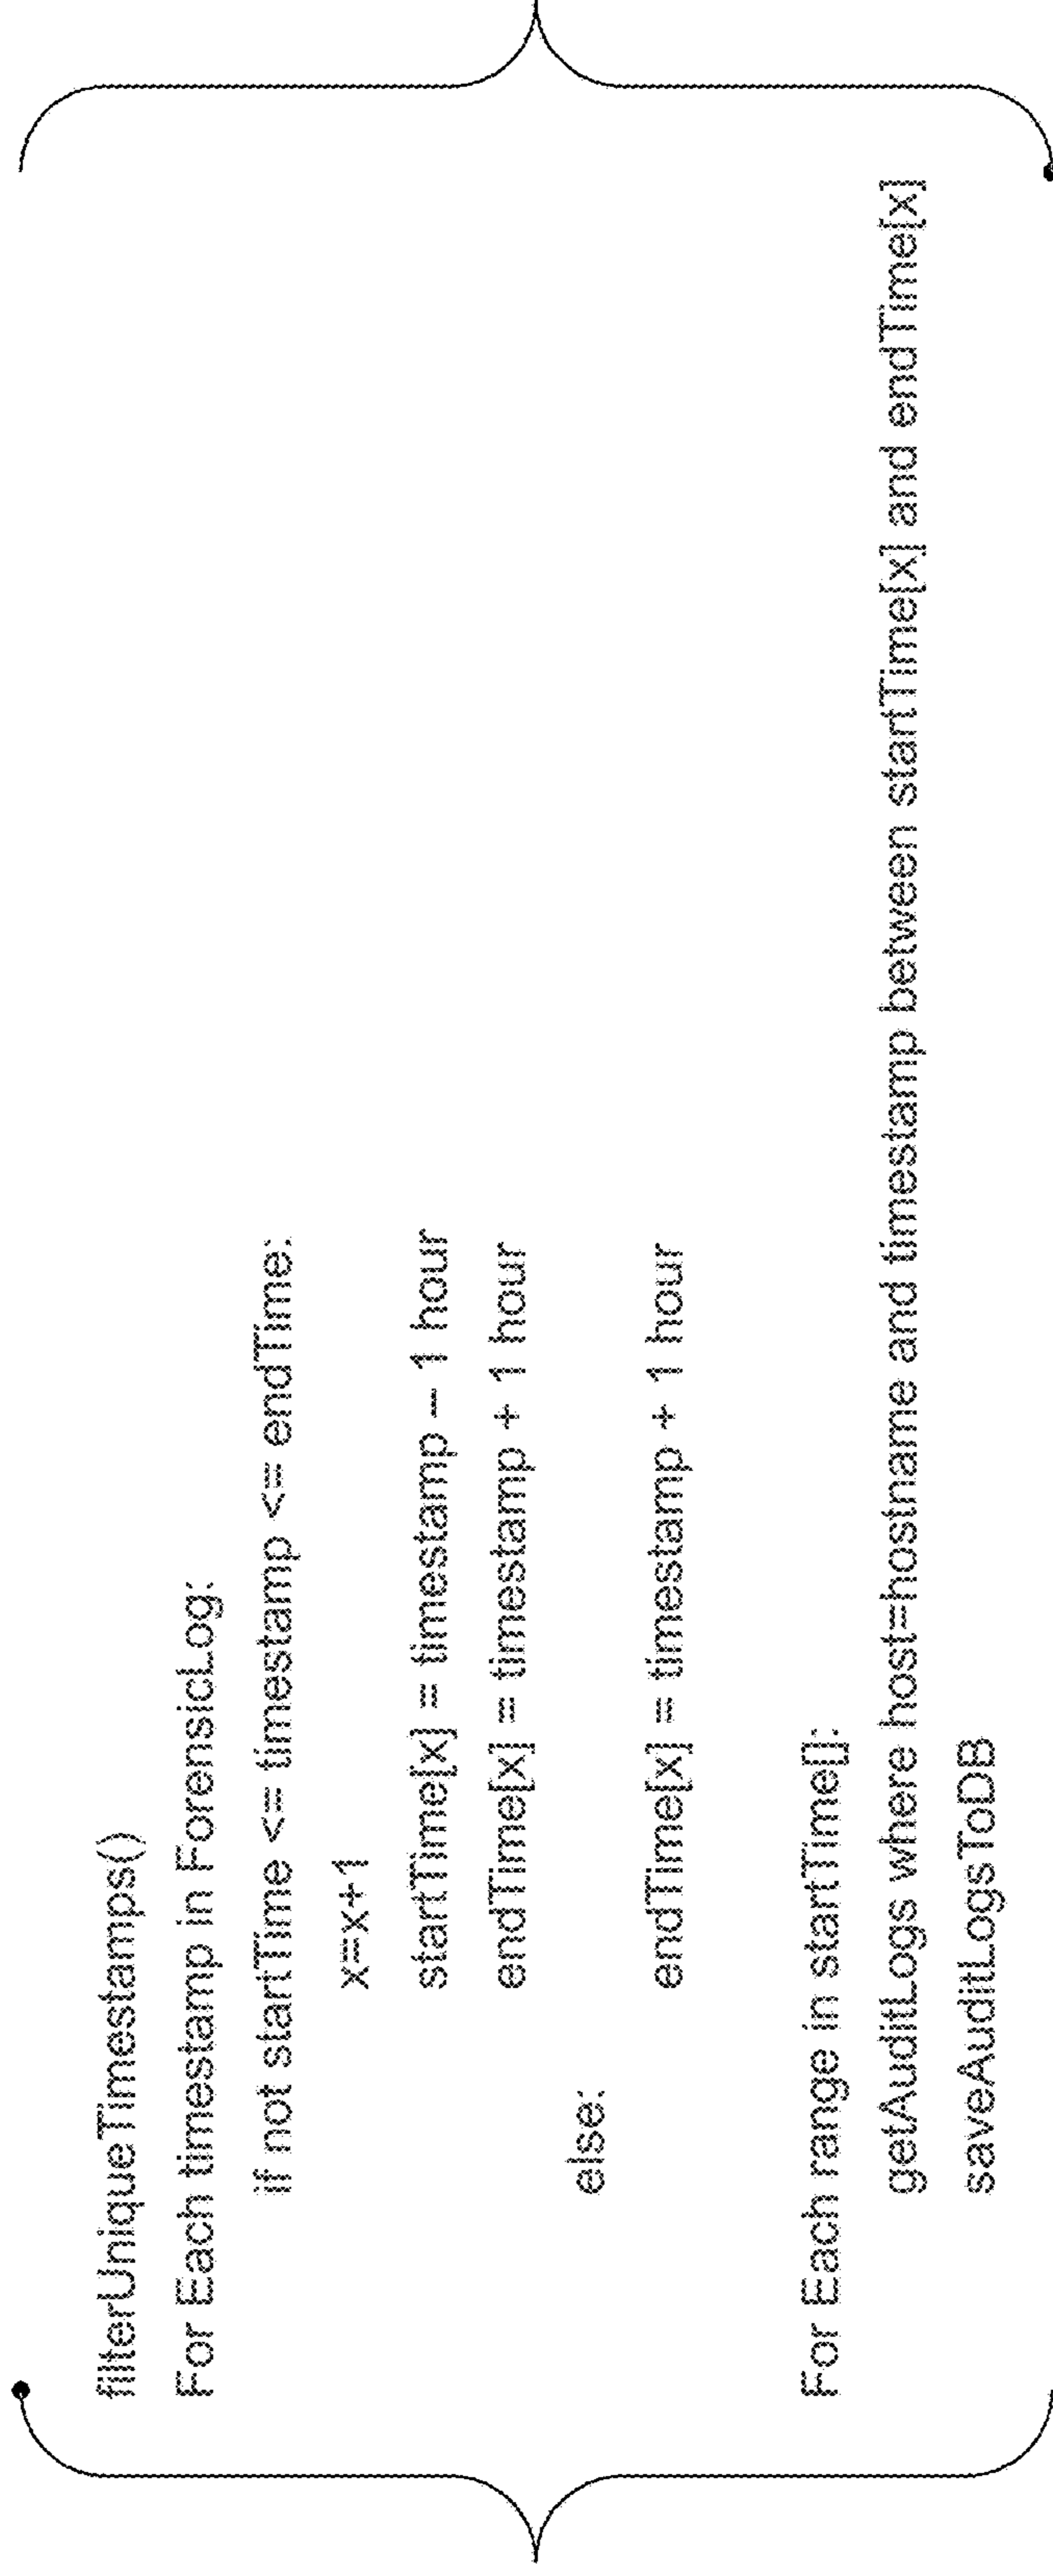 filterUniqueTimestamps()
For Each timestamp in ForensicLog:
if not startTime <= timestamp <= endTime:
x=x+1
startTime[x] = timestamp – 1 hour
endTime[x] = timestamp + 1 hour
else:
endTime[x] = timestamp + 1 hour
For Each range in startTime[]:
getAuditLogs where host=hostname and timestamp between startTime[x] and endTime[x]
saveAuditLogsToDB